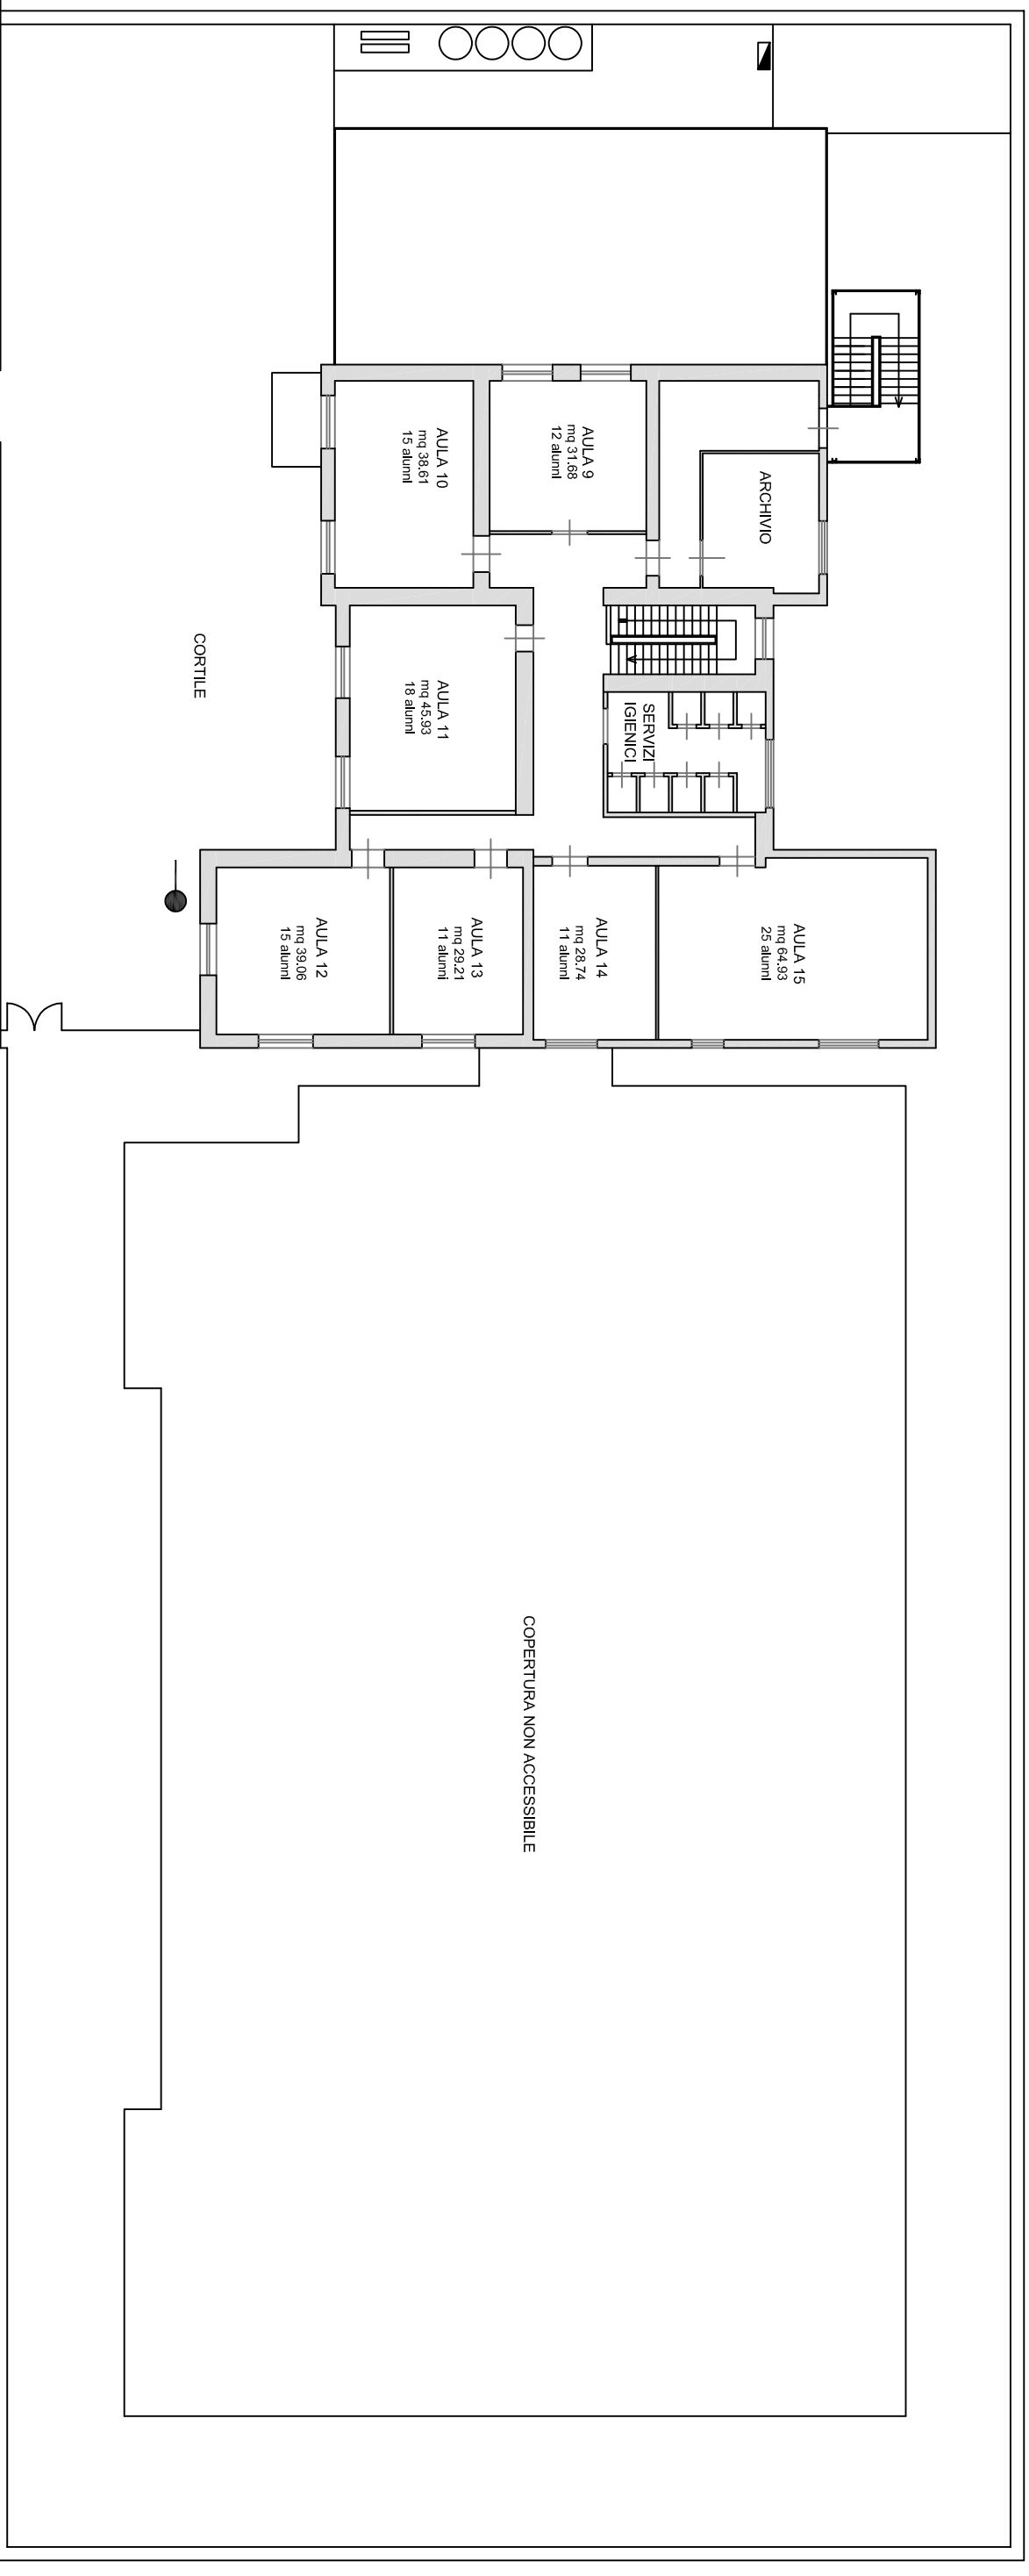 AULA 9
mq 31.68
12 alunnI
AULA 10
mq 38.61
15 alunnI
ARCHIVIO
CORTILE
AULA 11
mq 45.93
18 alunnI
SERVIZI
IGIENICI
AULA 12
mq 39.06
15 alunnI
AULA 13
mq 29.21
11 alunni
AULA 14
mq 28.74
11 alunnI
AULA 15
mq 64.93
25 alunnI
COPERTURA NON ACCESSIBILE